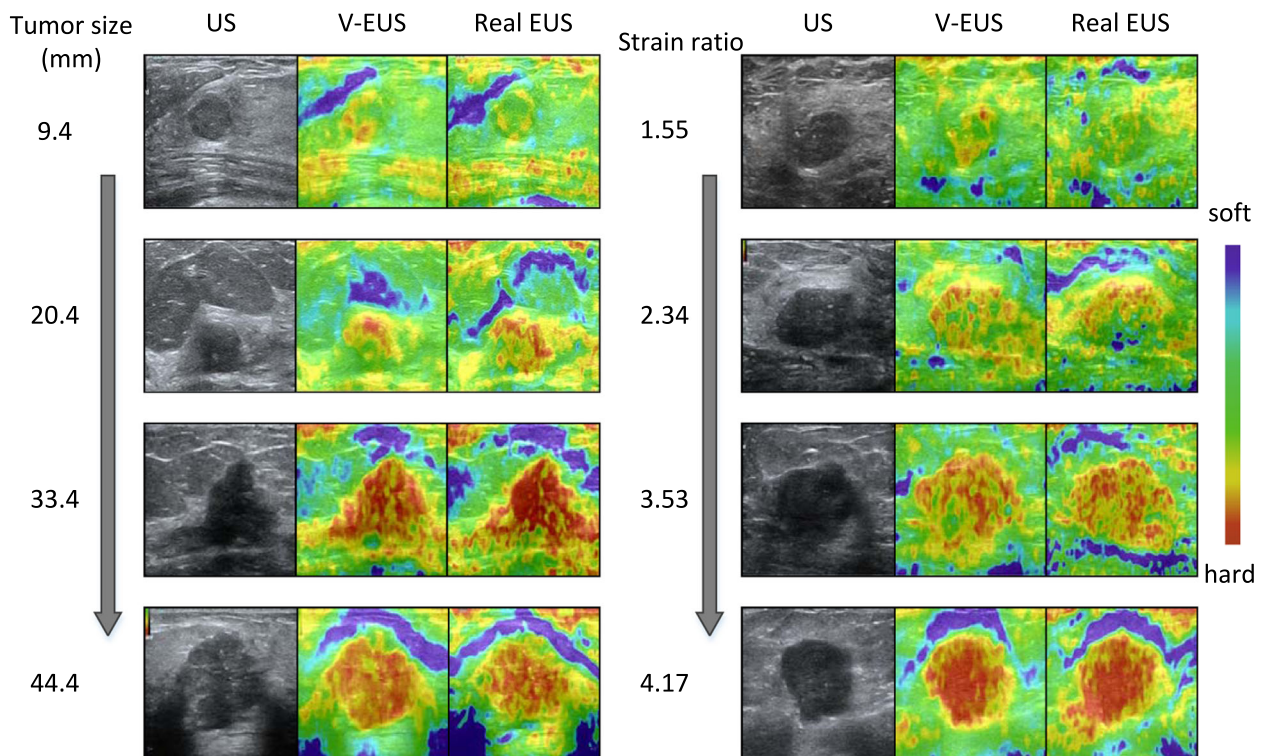 Tumor size
(mm)
US
V-EUS
Real EUS
9.4
20.4
33.4
44.4
Strain ratio
US
V-EUS
Real EUS
1.55
2.34
3.53
4.17
soft
hard